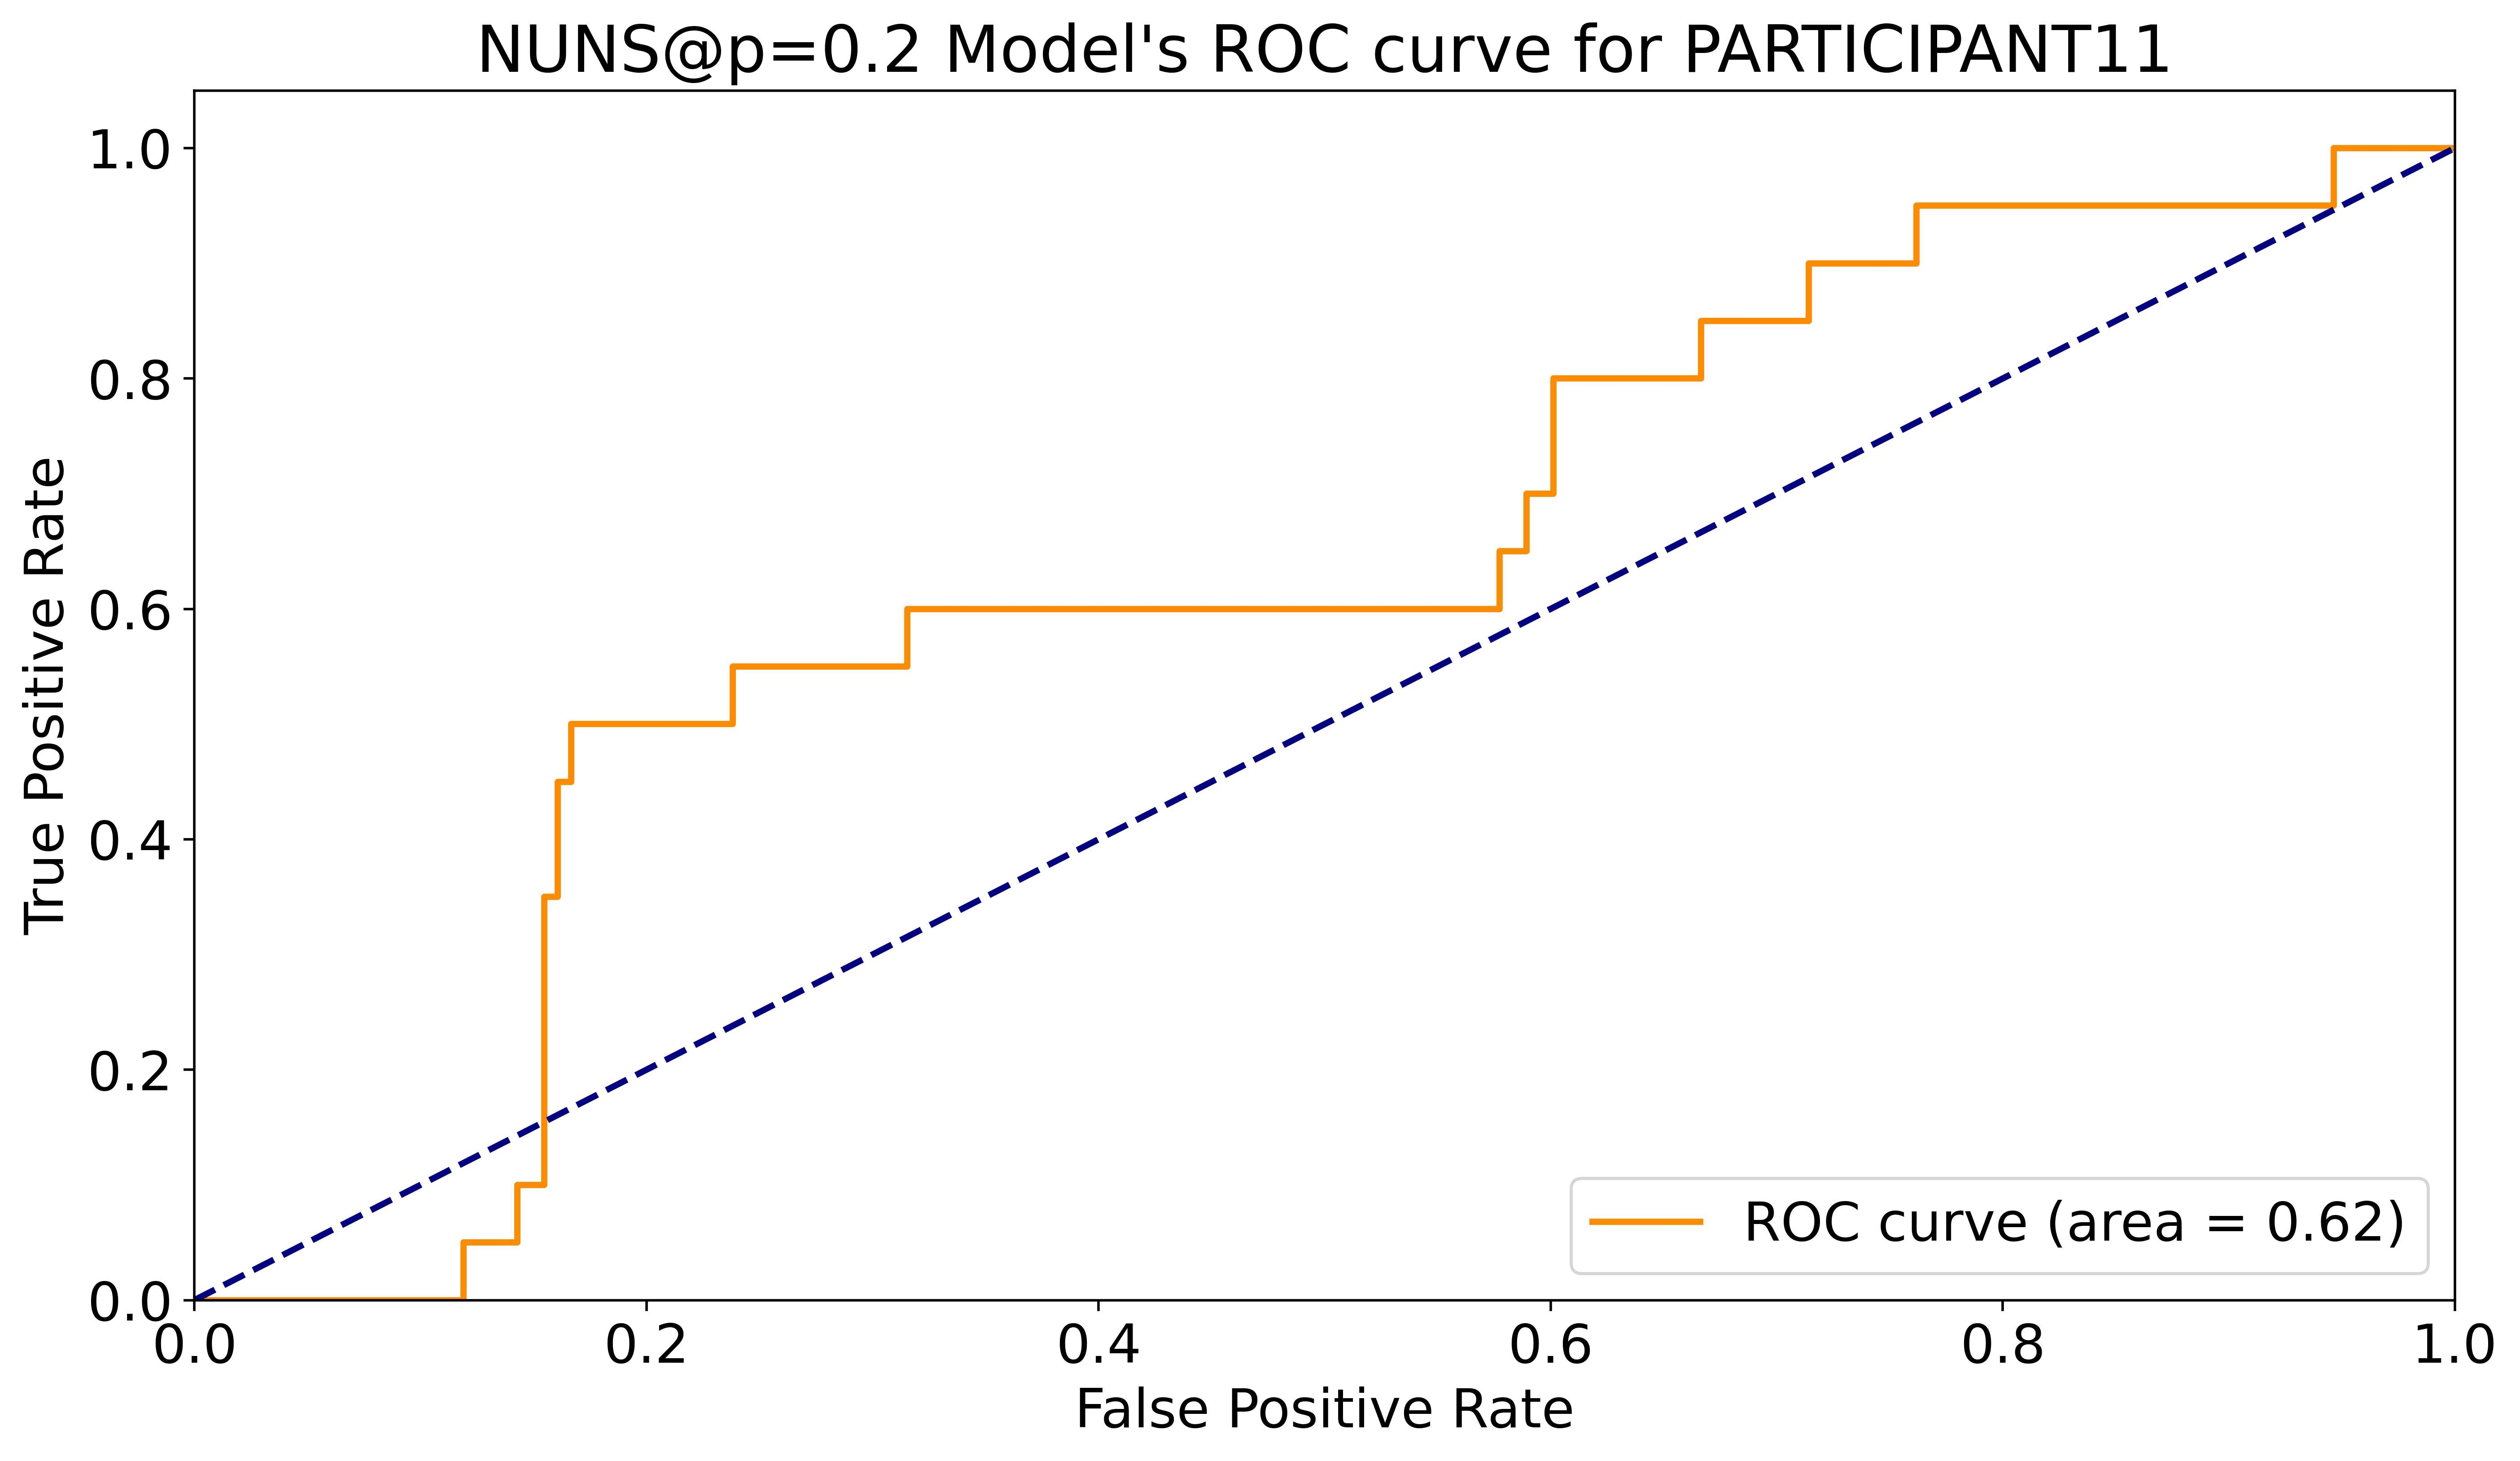 NUNS@p=0.2 Model's ROC curve for PARTICIPANT11
True Positive Rate
1.0
0.8
0.6
0.4
0.2
0.0
0.0 0.2 0.4 0.6 0.8 1.0
False Positive Rate
ROC curve (area = 0.62)